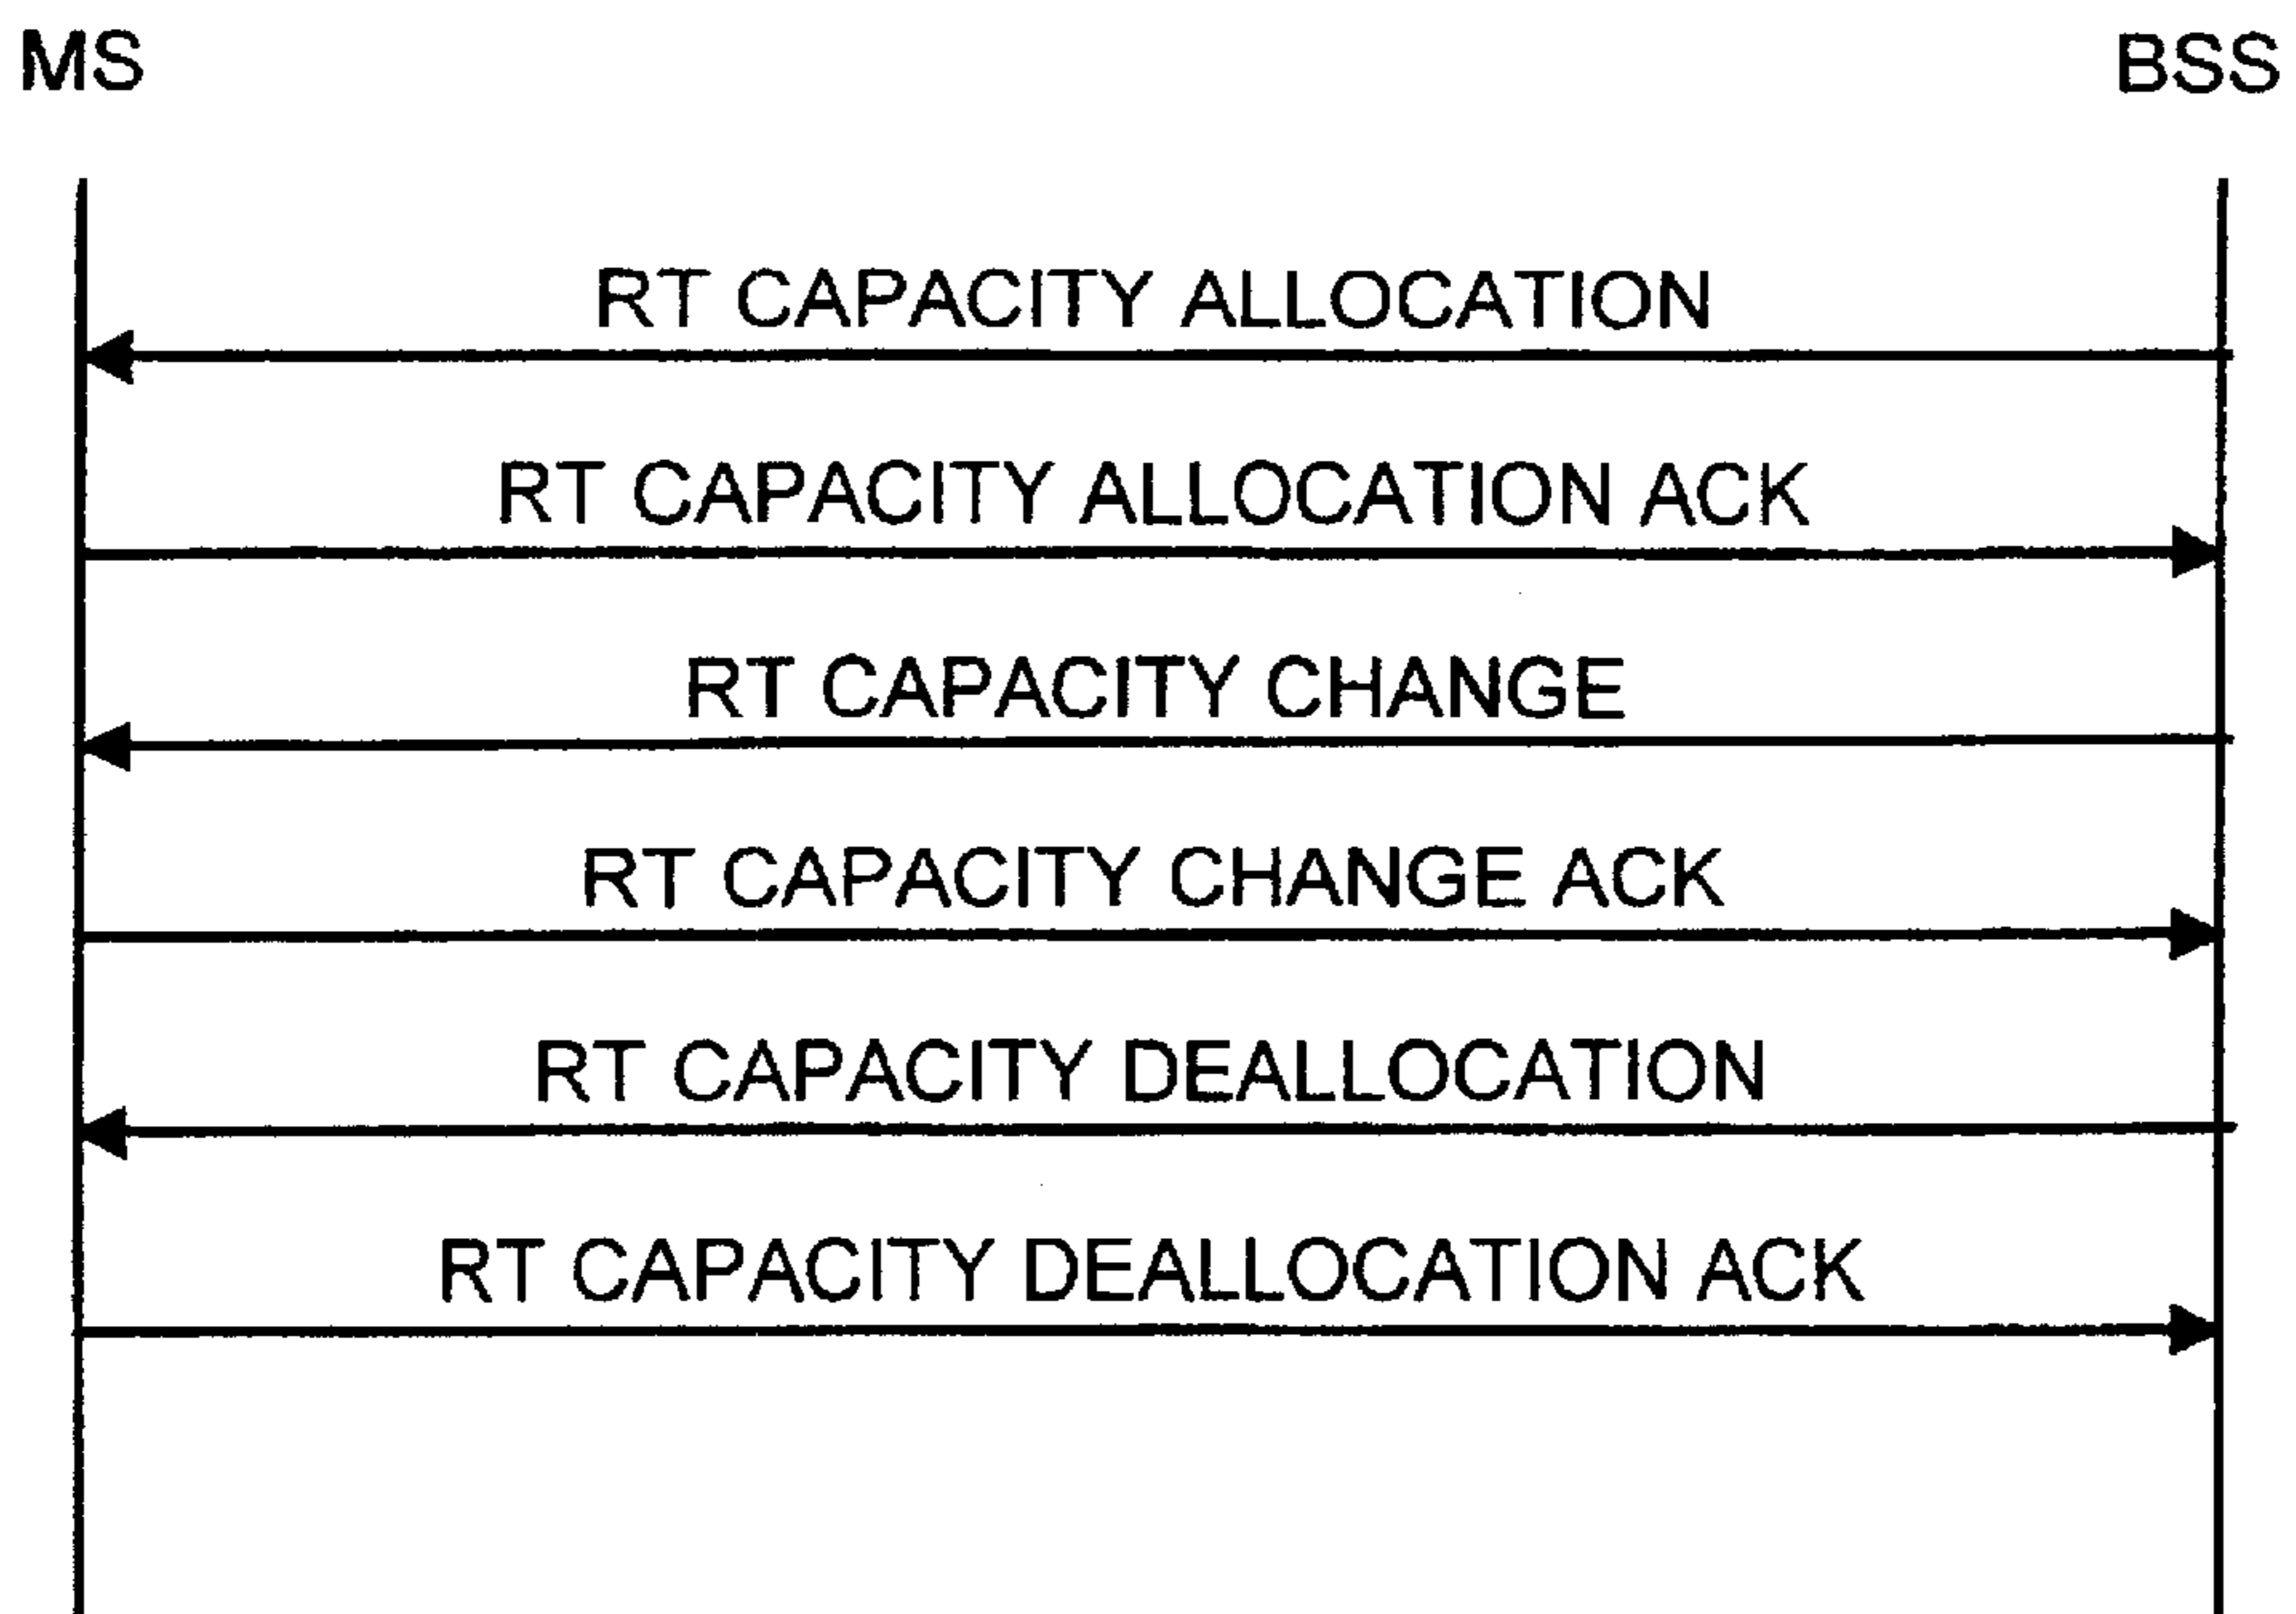 MS BSS
RT CAPACITY ALLOCATION
RT CAPACITY ALLOCATION ACK
RT CAPACITY CHANGE
RT CAPACITY CHANGE ACK
RT CAPACITY DEALLOCATION
RT CAPACITY DEALLOCATION ACK